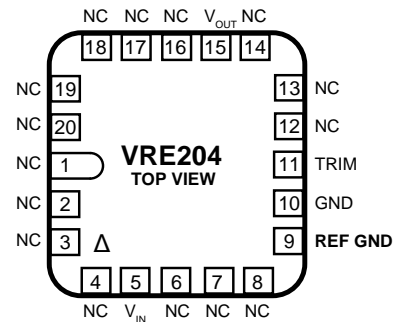 NC NC NC VOUT NC
18 17 16 15 14
NC 19 13 NC
NC 20 12 NC
NC 1 VRE204 11 TRIM
TOP VIEW
NC 2 10 GND
NC 3 Δ 9 REF GND
4 5 6 7 8
NC VIN NC NC NC